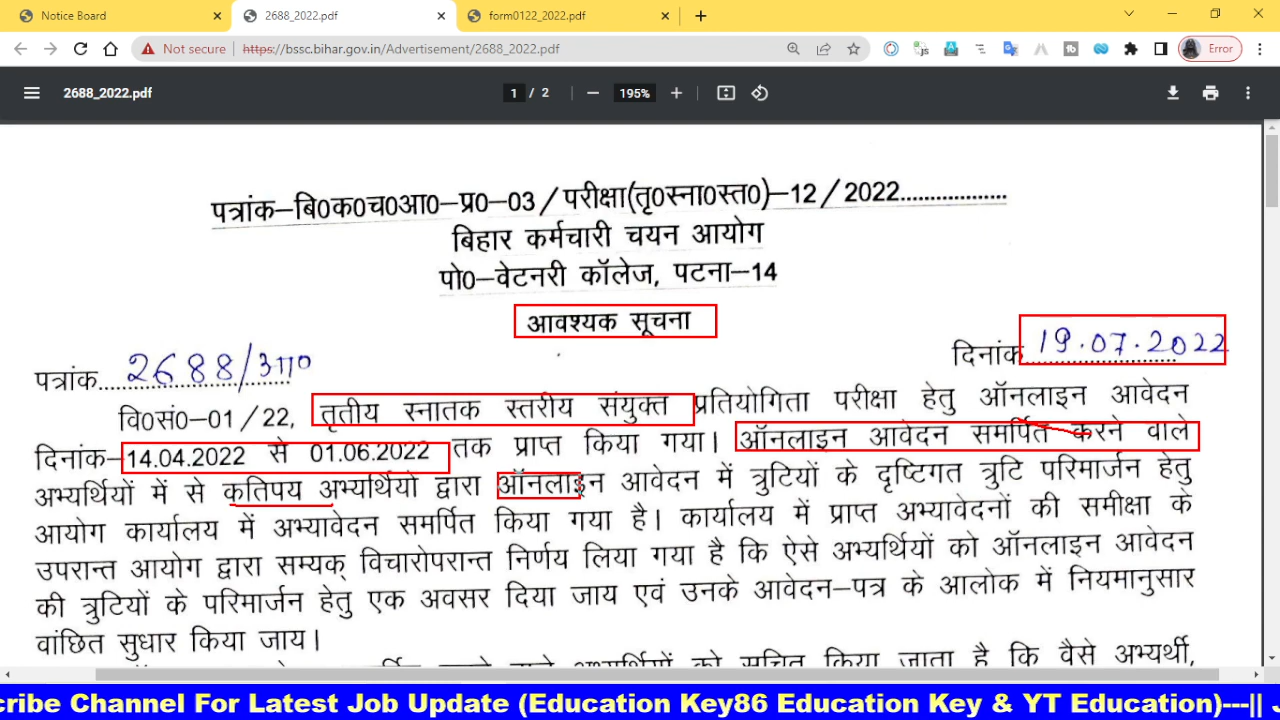 Notice Board
2688_2022.pdf
form0122_2022.pdf
Not secure
https://bssc.bihar.gov.in/Advertisement/2688_2022.pdf
Error
2688_2022.pdf
1 / 2
195%
पत्रांक–बि0क0च0आ0–प्र0–03/परीक्षा(तृ0स्ना0स्त0)–12/2022..................
बिहार कर्मचारी चयन आयोग
पो0–वेटनरी कॉलेज, पटना–14
आवश्यक सूचना
पत्रांक 2688/आ0
दिनांक 19.07.2022
वि0सं0–01/22, तृतीय स्नातक स्तरीय संयुक्त प्रतियोगिता परीक्षा हेतु ऑनलाइन आवेदन
दिनांक–14.04.2022 से 01.06.2022 तक प्राप्त किया गया। ऑनलाइन आवेदन समर्पित करने वाले
अभ्यर्थियों में से कतिपय अभ्यर्थियो द्वारा ऑनलाइन आवेदन में त्रुटियों के दृष्टिगत त्रुटि परिमार्जन हेतु
आयोग कार्यालय में अभ्यावेदन समर्पित किया गया है। कार्यालय में प्राप्त अभ्यावेदनों की समीक्षा के
उपरान्त आयोग द्वारा सम्यक् विचारोपरान्त निर्णय लिया गया है कि ऐसे अभ्यर्थियों को ऑनलाइन आवेदन
की त्रुटियों के परिमार्जन हेतु एक अवसर दिया जाय एवं उनके आवेदन–पत्र के आलोक में नियमानुसार
वांछित सुधार किया जाय।
अभ्यर्थियों को सूचित किया जाता है कि वैसे अभ्यर्थी,
cribe Channel For Latest Job Update (Education Key86 Education Key & YT Education)---|| J